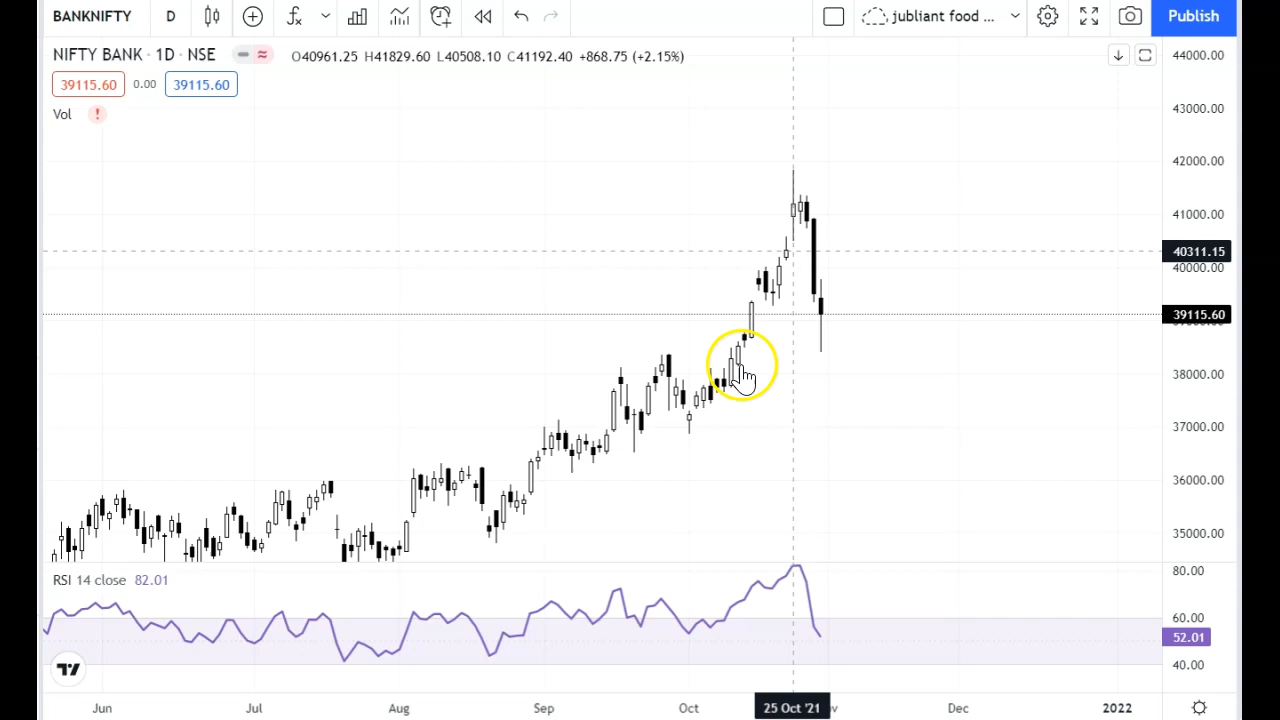 BANKNIFTY D jubliant food ... Publish
NIFTY BANK · 1D · NSE O40961.25 H41829.60 L40508.10 C41192.40 +868.75 (+2.15%)
39115.60 0.00 39115.60
Vol !
44000.00
43000.00
42000.00
41000.00
40311.15
40000.00
39115.60
38000.00
37000.00
36000.00
35000.00
RSI 14 close 82.01
80.00
60.00
52.01
40.00
Jun Jul Aug Sep Oct 25 Oct '21 Dec 2022